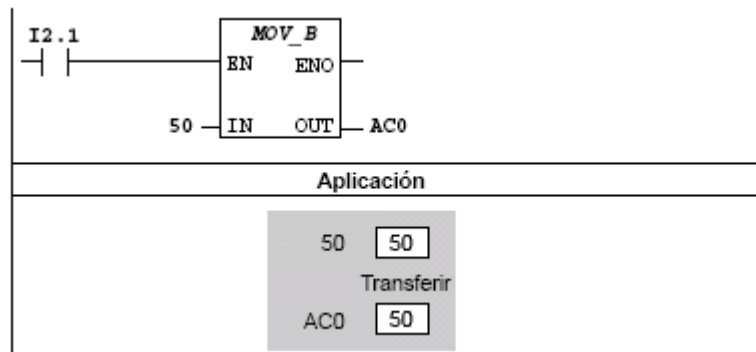 I2.1
MOV_B
EN ENO
50 IN OUT AC0
Aplicación
50 50
Transferir
AC0 50